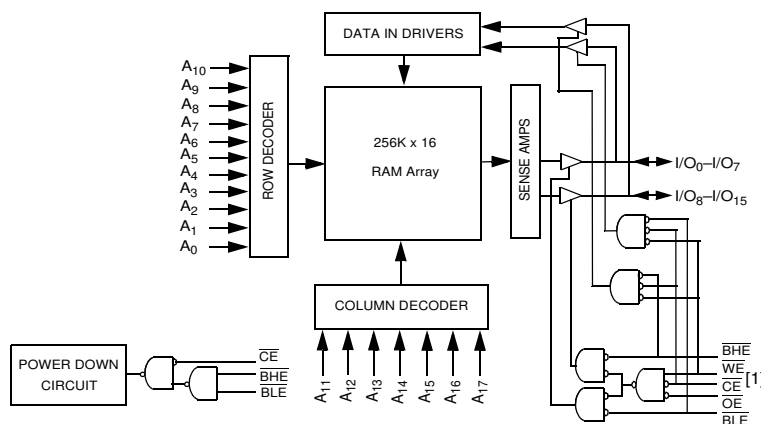 DATA IN DRIVERS
A10
A9
A8
A7
A6
A5
A4
A3
A2
A1
A0
ROW DECODER
256K x 16
RAM Array
SENSE AMPS
I/O0–I/O7
I/O8–I/O15
COLUMN DECODER
A11
A12
A13
A14
A15
A16
A17
POWER DOWN
CIRCUIT
CE
BHE
BLE
BHE
WE
CE [1]
OE
BLE